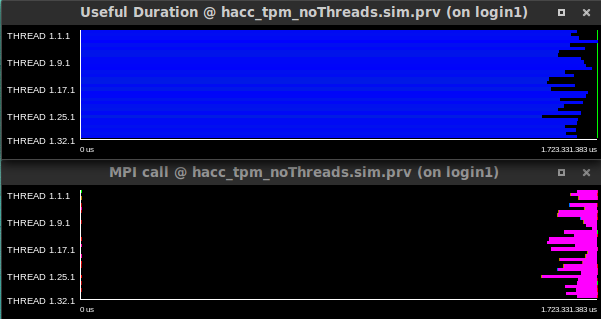 Useful Duration @ hacc_tpm_noThreads.sim.prv (on login1)
THREAD 1.1.1
THREAD 1.9.1
THREAD 1.17.1
THREAD 1.25.1
THREAD 1.32.1
0 us
1.723.331.383 us
MPI call @ hacc_tpm_noThreads.sim.prv (on login1)
THREAD 1.1.1
THREAD 1.9.1
THREAD 1.17.1
THREAD 1.25.1
THREAD 1.32.1
0 us
1.723.331.383 us